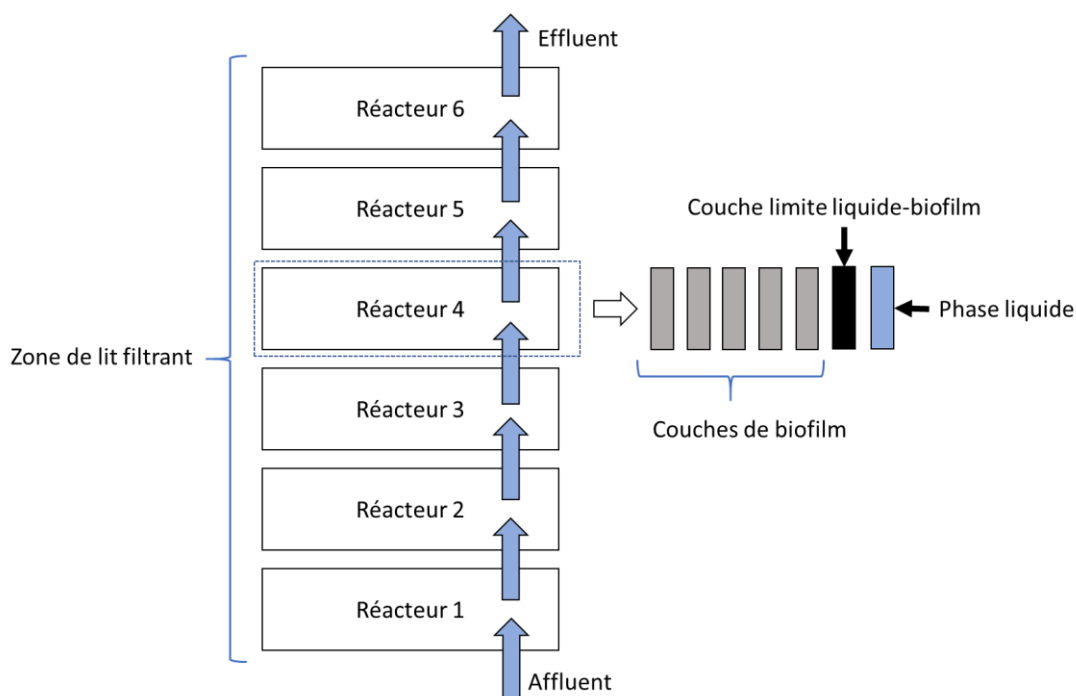 Effluent
Réacteur 6
Réacteur 5
Couche limite liquide-biofilm
Réacteur 4
Phase liquide
Zone de lit filtrant
Réacteur 3
Couches de biofilm
Réacteur 2
Réacteur 1
Affluent